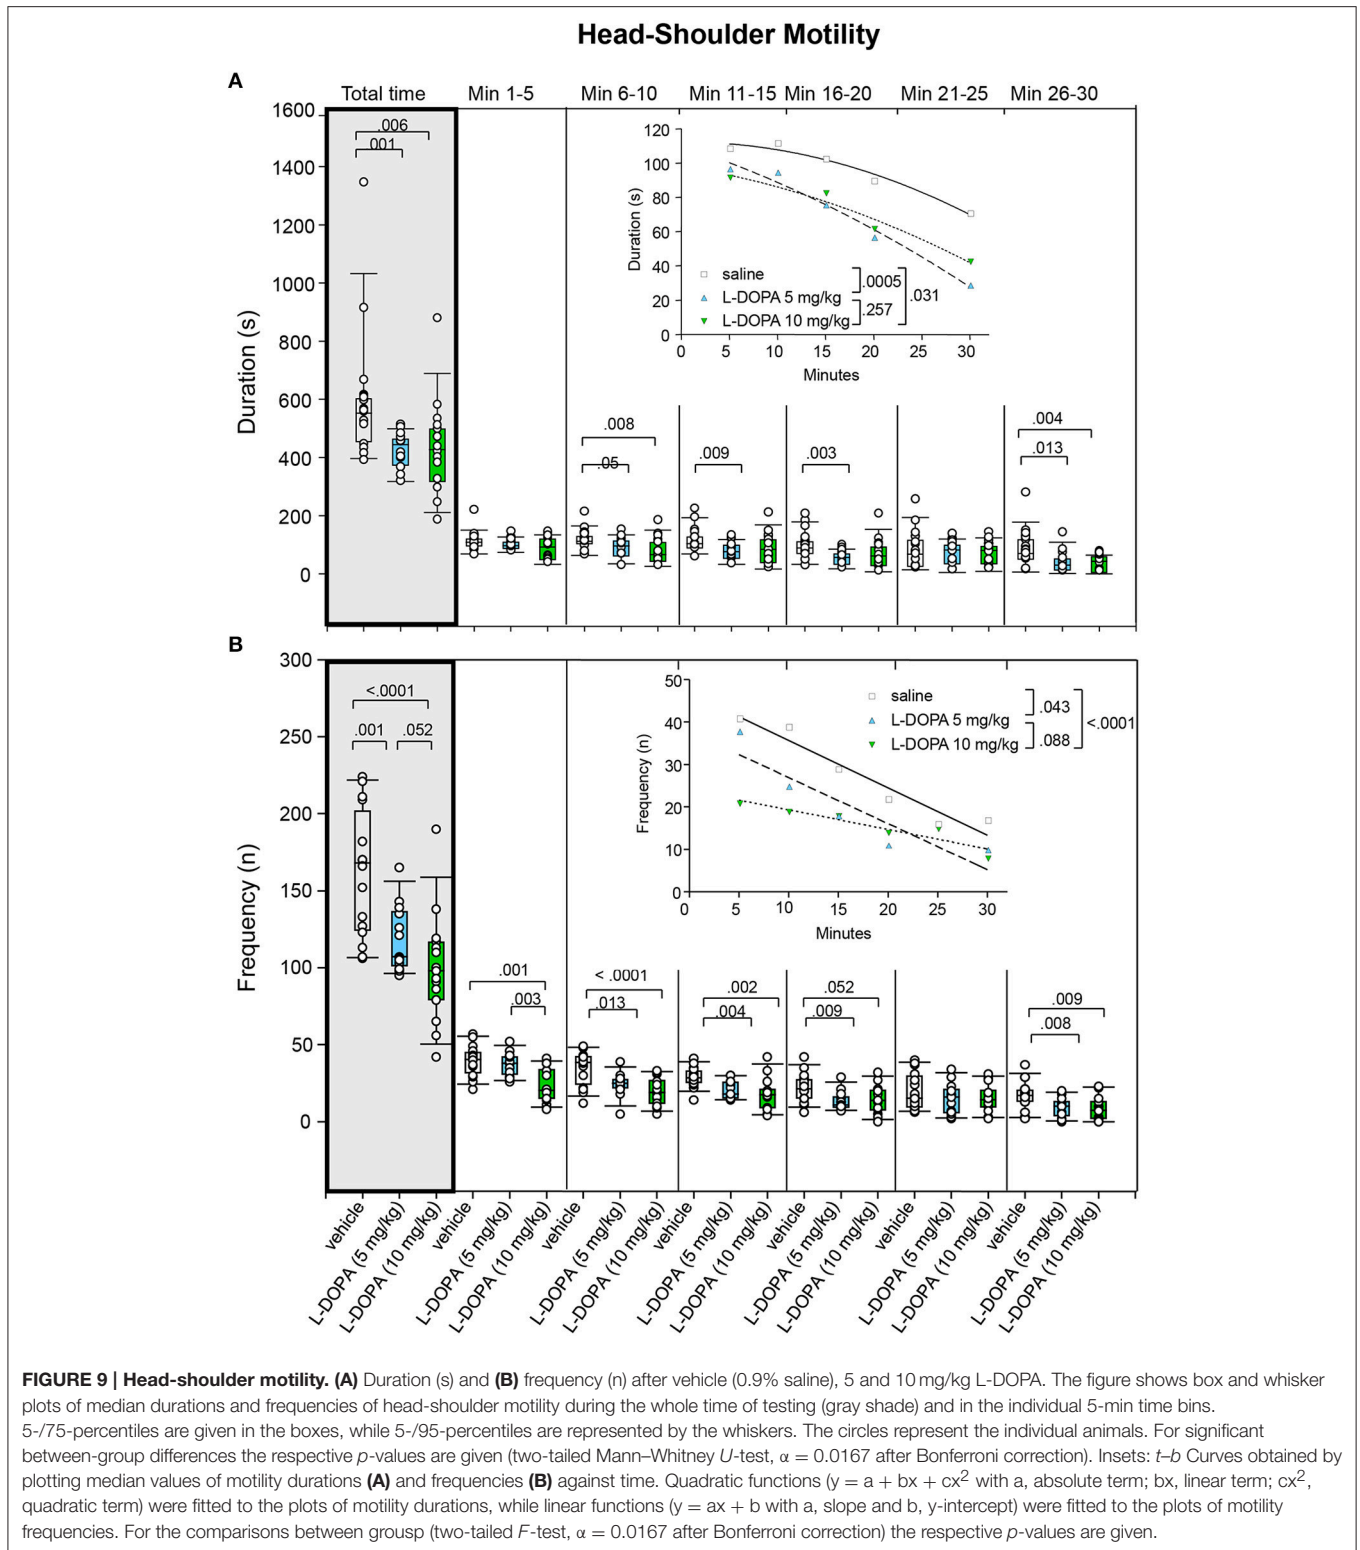 Head-Shoulder Motility
A
Total time Min 1-5 Min 6-10 Min 11-15 Min 16-20 Min 21-25 Min 26-30
Duration (s)
1600
1400
1200
1000
800
600
400
200
0
.006
.001
.008
.05
.009
.003
.004
.013
Duration (s)
120
100
80
60
40
20
0
0 5 10 15 20 25 30
Minutes
saline
L-DOPA 5 mg/kg
L-DOPA 10 mg/kg
.0005
.257
.031
B
Frequency (n)
300
250
200
150
100
50
0
<.0001
.001 .052
.001
.003
< .0001
.013
.002
.004
.052
.009
.009
.008
Frequency (n)
50
40
30
20
10
0
0 5 10 15 20 25 30
Minutes
saline
L-DOPA 5 mg/kg
L-DOPA 10 mg/kg
.043
.088
<.0001
vehicle
L-DOPA (5 mg/kg)
L-DOPA (10 mg/kg)
vehicle
L-DOPA (5 mg/kg)
L-DOPA (10 mg/kg)
vehicle
L-DOPA (5 mg/kg)
L-DOPA (10 mg/kg)
vehicle
L-DOPA (5 mg/kg)
L-DOPA (10 mg/kg)
vehicle
L-DOPA (5 mg/kg)
L-DOPA (10 mg/kg)
vehicle
L-DOPA (5 mg/kg)
L-DOPA (10 mg/kg)
vehicle
L-DOPA (5 mg/kg)
L-DOPA (10 mg/kg)
FIGURE 9 | Head-shoulder motility. (A) Duration (s) and (B) frequency (n) after vehicle (0.9% saline), 5 and 10 mg/kg L-DOPA. The figure shows box and whisker
plots of median durations and frequencies of head-shoulder motility during the whole time of testing (gray shade) and in the individual 5-min time bins.
5-/75-percentiles are given in the boxes, while 5-/95-percentiles are represented by the whiskers. The circles represent the individual animals. For significant
between-group differences the respective p-values are given (two-tailed Mann–Whitney U-test, α = 0.0167 after Bonferroni correction). Insets: t–b Curves obtained by
plotting median values of motility durations (A) and frequencies (B) against time. Quadratic functions (y = a + bx + cx² with a, absolute term; bx, linear term; cx²,
quadratic term) were fitted to the plots of motility durations, while linear functions (y = ax + b with a, slope and b, y-intercept) were fitted to the plots of motility
frequencies. For the comparisons between grousp (two-tailed F-test, α = 0.0167 after Bonferroni correction) the respective p-values are given.